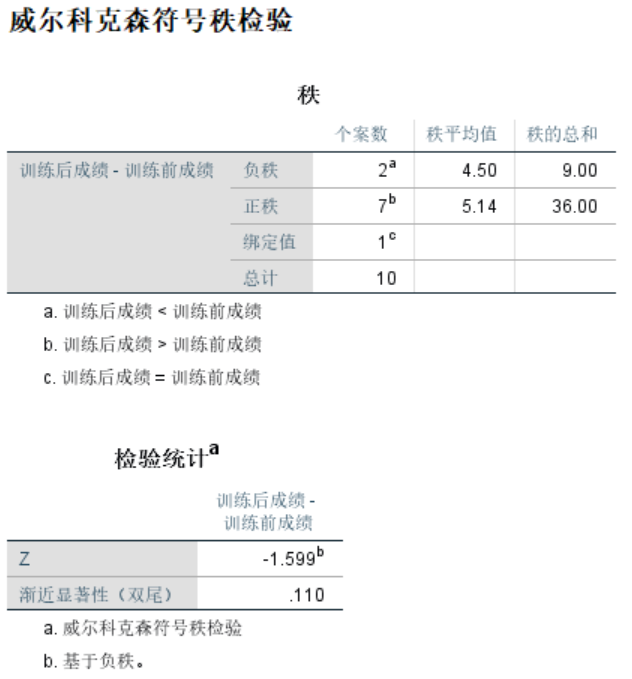 威尔科克森符号秩检验
秩
个案数 秩平均值 秩的总和
训练后成绩 - 训练前成绩 负秩 2a 4.50 9.00
正秩 7b 5.14 36.00
绑定值 1c
总计 10
a. 训练后成绩 < 训练前成绩
b. 训练后成绩 > 训练前成绩
c. 训练后成绩 = 训练前成绩
检验统计a
训练后成绩 -
训练前成绩
Z -1.599b
渐近显著性（双尾） .110
a. 威尔科克森符号秩检验
b. 基于负秩。